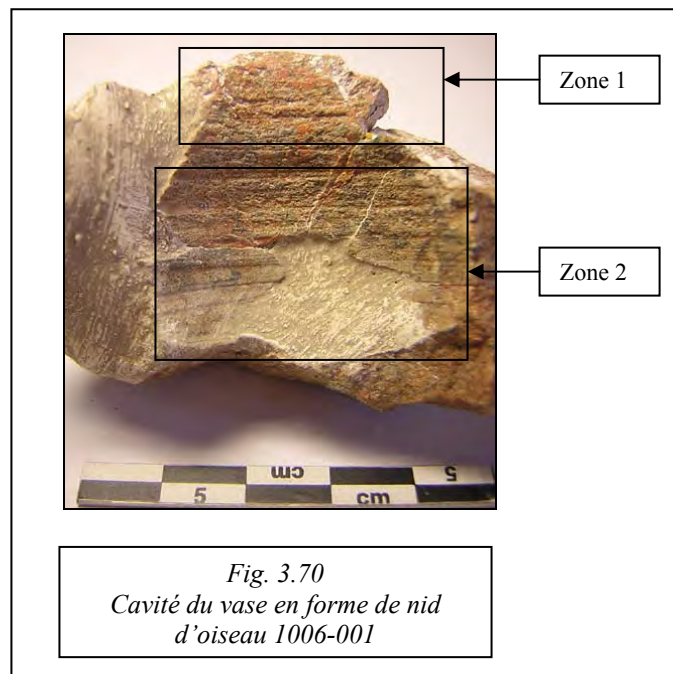 Zone 1
Zone 2
cm 5
5 cm
Fig. 3.70
Cavité du vase en forme de nid
d’oiseau 1006-001